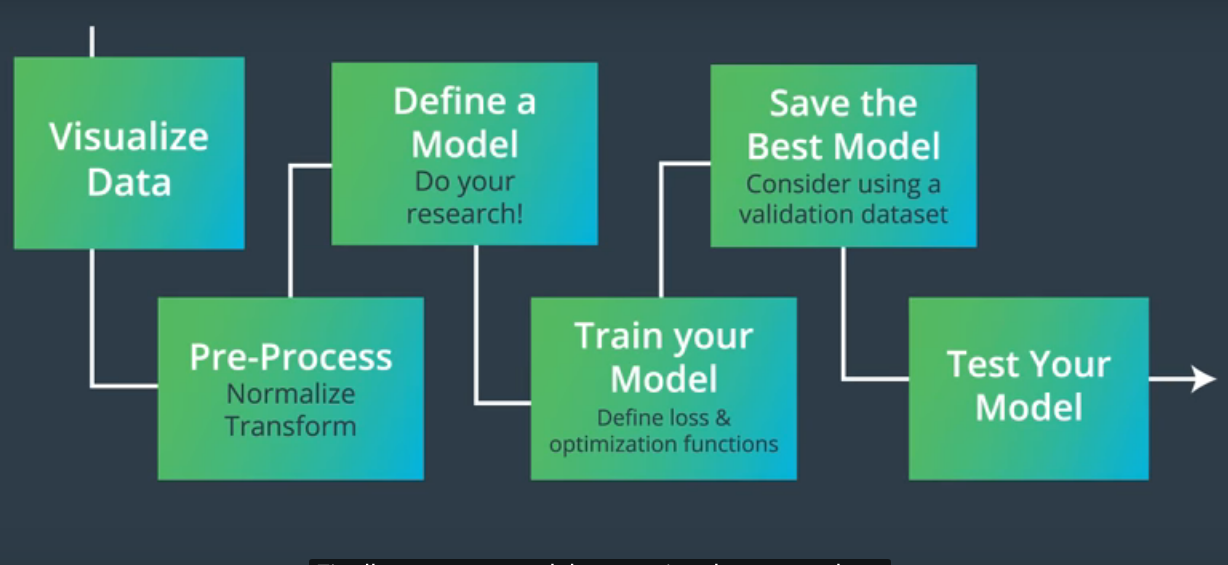 Visualize
Data
Pre-Process
Normalize
Transform
Define a
Model
Do your
research!
Train your
Model
Define loss &
optimization functions
Save the
Best Model
Consider using a
validation dataset
Test Your
Model